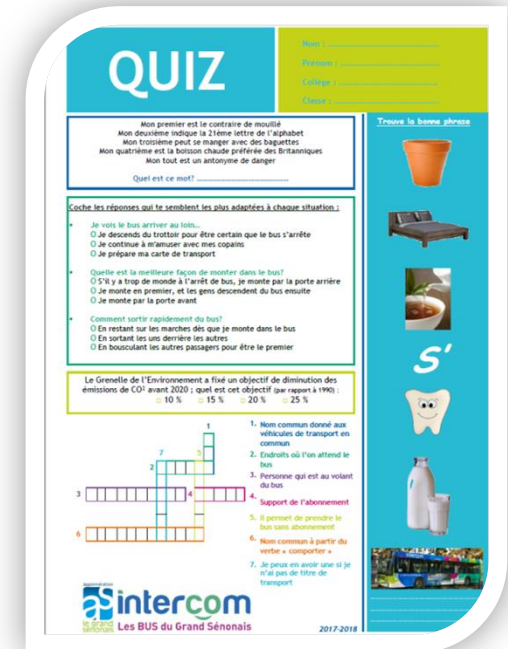 QUIZ
Nom :
Prénom :
Collège :
Classe :
Mon premier est le contraire de mouillé
Mon deuxième indique la 21ème lettre de l'alphabet
Mon troisième peut se manger avec des baguettes
Mon quatrième est la boisson chaude préférée des Britanniques
Mon tout est un antonyme de danger
Quel est ce mot?
Trouve la bonne phrase
S'
Coche les réponses qui te semblent les plus adaptées à chaque situation :
Je vois le bus arriver au loin...
O Je descends du trottoir pour être certain que le bus s'arrête
O Je continue à m'amuser avec mes copains
O Je prépare ma carte de transport
Quelle est la meilleure façon de monter dans le bus?
O S'il y a trop de monde à l'arrêt de bus, je monte par la porte arrière
O Je monte en premier, et les gens descendent du bus ensuite
O Je monte par la porte avant
Comment sortir rapidement du bus?
O En restant sur les marches dès que je monte dans le bus
O En sortant les uns derrière les autres
O En bousculant les autres passagers pour être le premier
Le Grenelle de l'Environnement a fixé un objectif de diminution des
émissions de CO² avant 2020 ; quel est cet objectif (par rapport à 1990) :
10 % 15 % 20 % 25 %
1
7 5
2
3 4
6
1. Nom commun donné aux
véhicules de transport en
commun
2. Endroits où l'on attend le
bus
3. Personne qui est au volant
du bus
4. Support de l'abonnement
5. Il permet de prendre le
bus sans abonnement
6. Nom commun à partir du
verbe « comporter »
7. Je peux en avoir une si je
n'ai pas de titre de
transport
agglomération
le grand
sénonais
intercom
Les BUS du Grand Sénonais
2017-2018